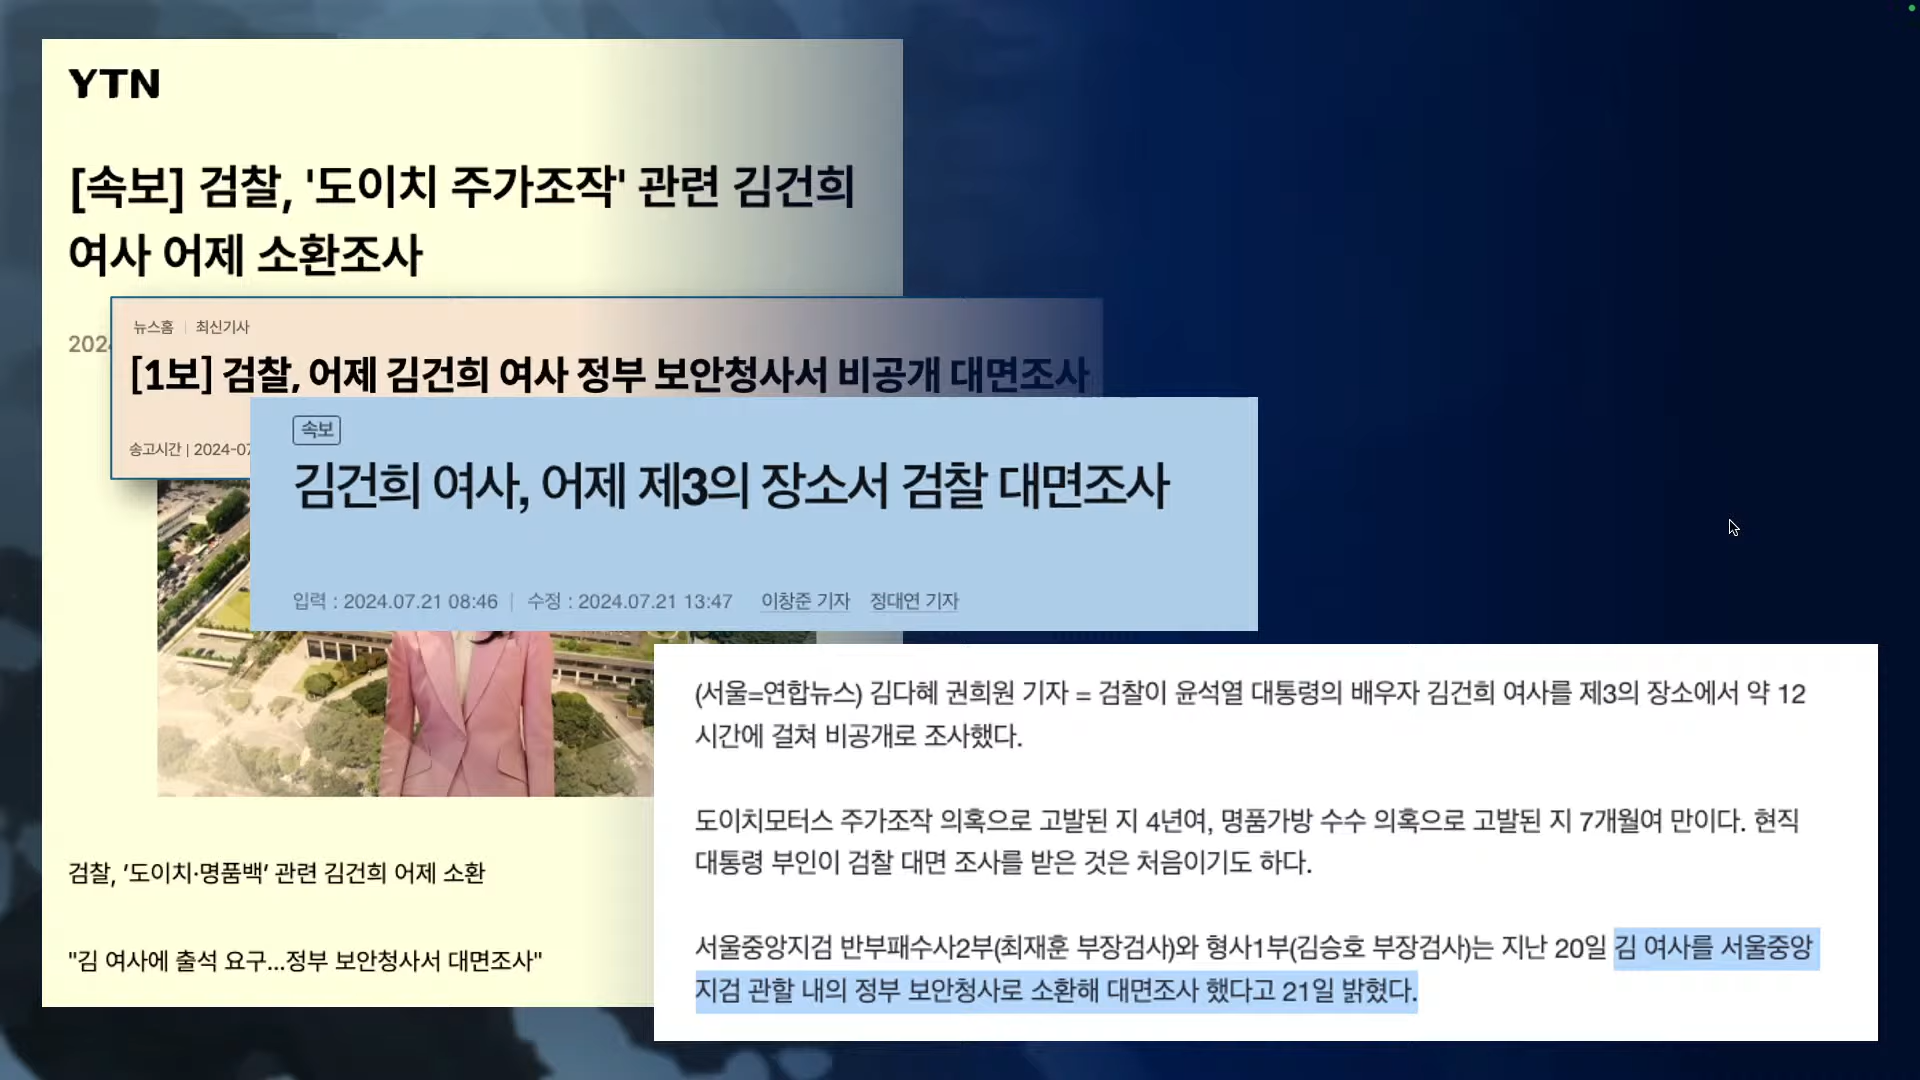 YTN
[속보] 검찰, '도이치 주가조작' 관련 김건희
여사 어제 소환조사
2024
뉴스홈 | 최신기사
[1보] 검찰, 어제 김건희 여사 정부 보안청사서 비공개 대면조사
송고시간 | 2024-07
속보
김건희 여사, 어제 제3의 장소서 검찰 대면조사
입력 : 2024.07.21 08:46 | 수정 : 2024.07.21 13:47 이창준 기자 정대연 기자
(서울=연합뉴스) 김다혜 권희원 기자 = 검찰이 윤석열 대통령의 배우자 김건희 여사를 제3의 장소에서 약 12
시간에 걸쳐 비공개로 조사했다.
도이치모터스 주가조작 의혹으로 고발된 지 4년여, 명품가방 수수 의혹으로 고발된 지 7개월여 만이다. 현직
대통령 부인이 검찰 대면 조사를 받은 것은 처음이기도 하다.
서울중앙지검 반부패수사2부(최재훈 부장검사)와 형사1부(김승호 부장검사)는 지난 20일 김 여사를 서울중앙
지검 관할 내의 정부 보안청사로 소환해 대면조사 했다고 21일 밝혔다.
검찰, '도이치·명품백' 관련 김건희 어제 소환
"김 여사에 출석 요구...정부 보안청사서 대면조사"